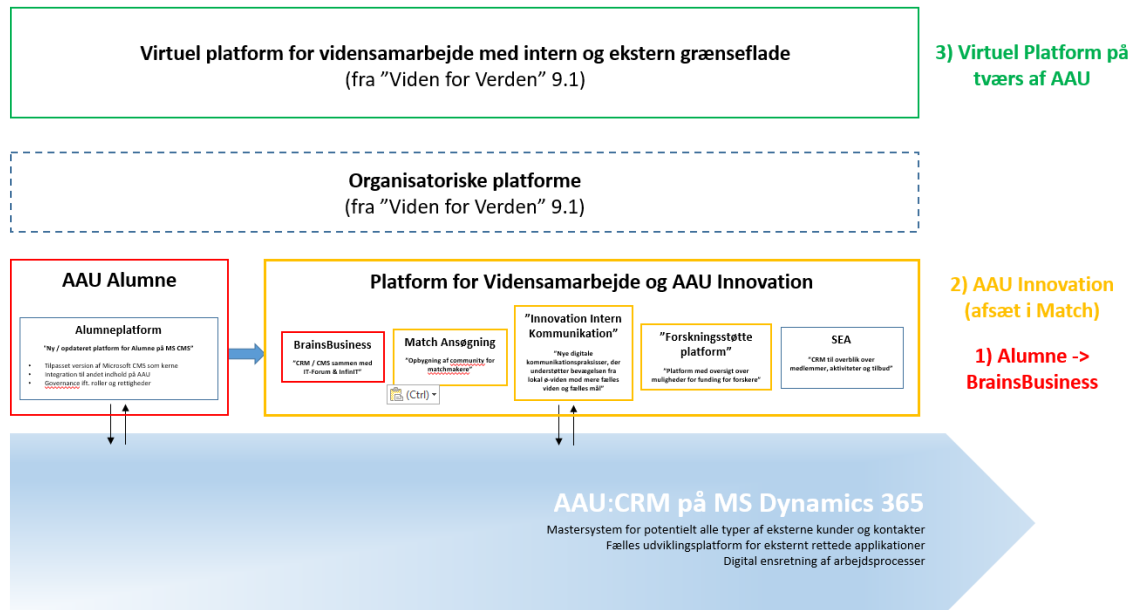 Virtuel platform for vidensamarbejde med intern og ekstern grænseflade
(fra ”Viden for Verden” 9.1)
3) Virtuel Platform på
tværs af AAU
Organisatoriske platforme
(fra ”Viden for Verden” 9.1)
AAU Alumne
Alumneplatform
”Ny / opdateret platform for Alumne på MS CMS”
• Tilpasset version af Microsoft CMS som kerne
• Integration til andet indhold på AAU
• Governance ift. roller og rettigheder
Platform for Vidensamarbejde og AAU Innovation
BrainsBusiness
”CRM / CMS sammen med
IT-Forum & InfinIT”
Match Ansøgning
”Opbygning af community for
matchmakere”
(Ctrl)
”Innovation Intern
Kommunikation”
”Nye digitale
kommunikationspraksisser, der
understøtter bevægelsen fra
lokal ø-viden mod mere fælles
viden og fælles mål”
”Forskningsstøtte
platform”
”Platform med oversigt over
muligheder for funding for forskere”
SEA
”CRM til overblik over
medlemmer, aktiviteter og tilbud”
2) AAU Innovation
(afsæt i Match)
1) Alumne ->
BrainsBusiness
AAU:CRM på MS Dynamics 365
Mastersystem for potentielt alle typer af eksterne kunder og kontakter
Fælles udviklingsplatform for eksternt rettede applikationer
Digital ensretning af arbejdsprocesser